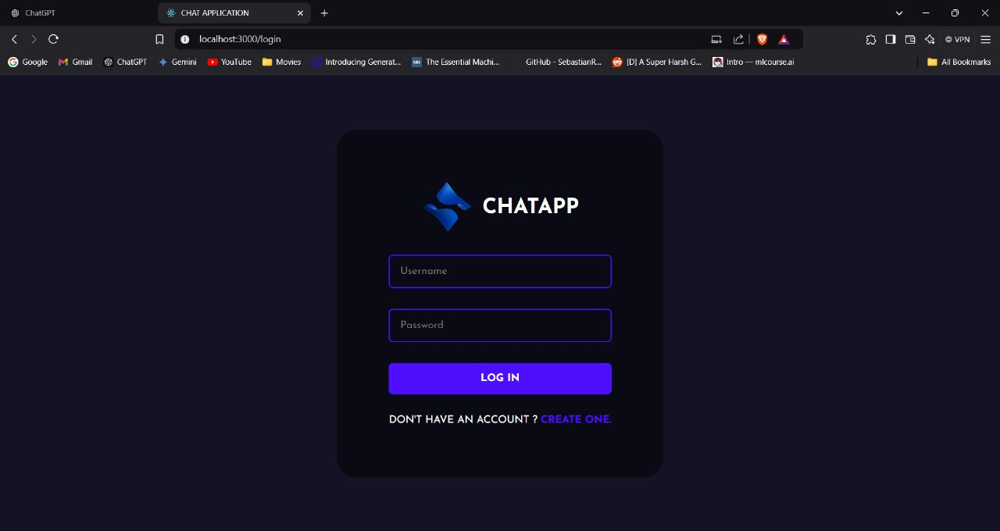 ChatGPT
CHAT APPLICATION
localhost:3000/login
VPN
Google Gmail ChatGPT Gemini YouTube Movies Introducing Generat... The Essential Machi... GitHub - SebastianR... [D] A Super Harsh G... Intro — mlcourse.ai All Bookmarks
CHATAPP
Username
Password
LOG IN
DON'T HAVE AN ACCOUNT ? CREATE ONE.